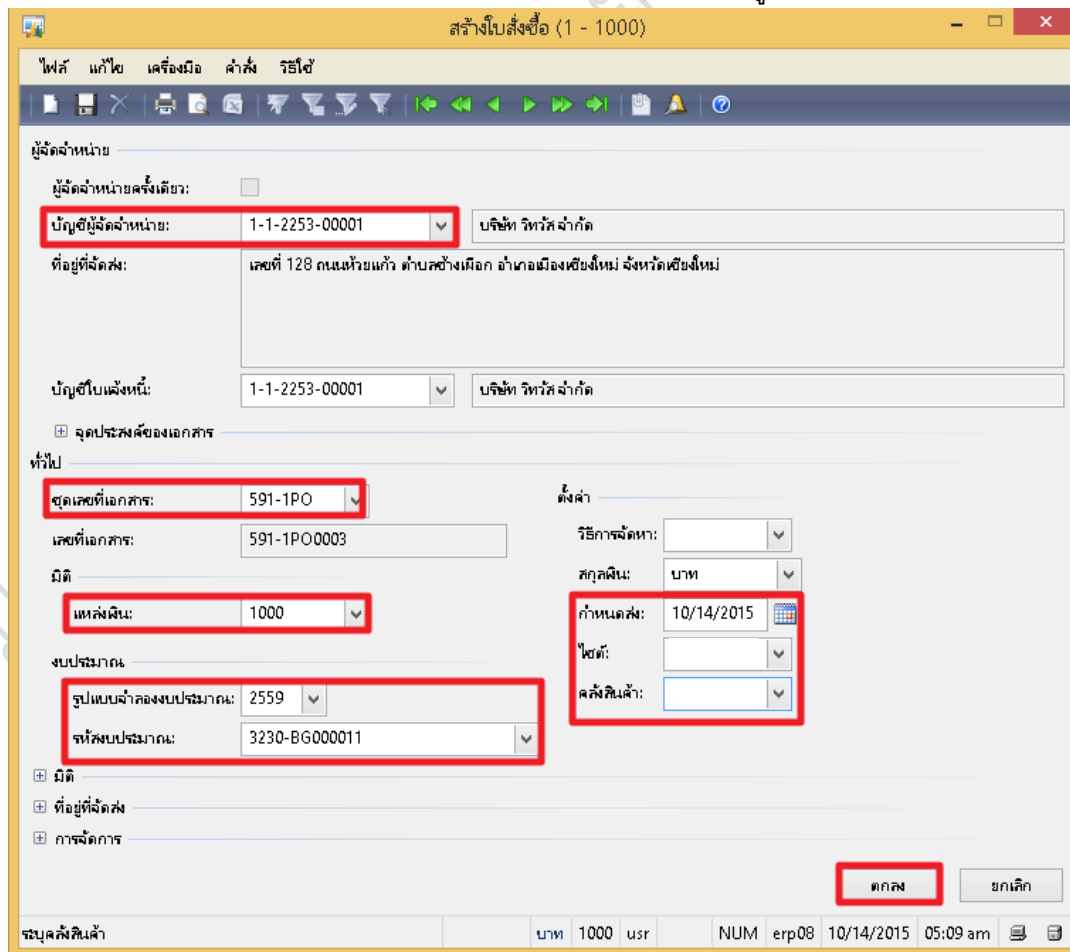 สร้างใบสั่งซื้อ (1 - 1000)
ไฟล์ แก้ไข เครื่องมือ คำสั่ง วิธีใช้
ผู้จัดจำหน่าย
ผู้จัดจำหน่ายครั้งเดียว:
บัญชีผู้จัดจำหน่าย: 1-1-2253-00001 บริษัท วิทวัส จำกัด
ที่อยู่ที่จัดส่ง: เลขที่ 128 ถนนห้วยแก้ว ตำบลช้างเผือก อำเภอเมืองเชียงใหม่ จังหวัดเชียงใหม่
บัญชีใบแจ้งหนี้: 1-1-2253-00001 บริษัท วิทวัส จำกัด
จุดประสงค์ของเอกสาร
ทั่วไป
ชุดเลขที่เอกสาร: 591-1PO ตั้งค่า
เลขที่เอกสาร: 591-1PO0003 วิธีการจัดหา:
มิติ สกุลเงิน: บาท
แหล่งเงิน: 1000 กำหนดส่ง: 10/14/2015
งบประมาณ ไซต์:
รูปแบบจำลองงบประมาณ: 2559 คลังสินค้า:
รหัสงบประมาณ: 3230-BG000011
มิติ
ที่อยู่ที่จัดส่ง
การจัดการ
ตกลง ยกเลิก
ระบุคลังสินค้า บาท 1000 usr NUM erp08 10/14/2015 05:09 am